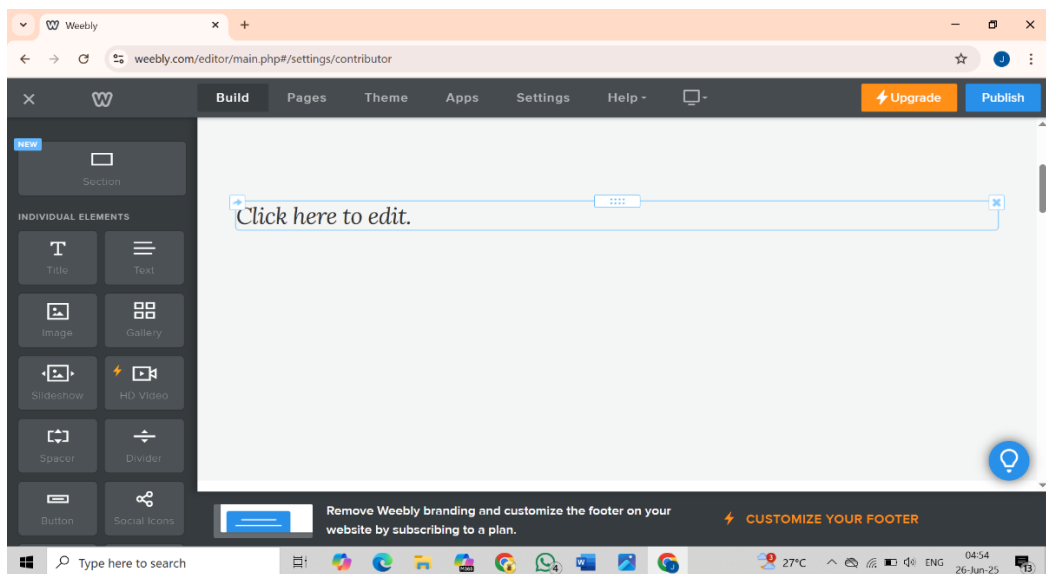 Weebly
weebly.com/editor/main.php#/settings/contributor
J
Build Pages Theme Apps Settings Help Upgrade Publish
NEW
Section
INDIVIDUAL ELEMENTS
Title Text
Image Gallery
Slideshow HD Video
Spacer Divider
Button Social Icons
Click here to edit.
Remove Weebly branding and customize the footer on your
website by subscribing to a plan.
CUSTOMIZE YOUR FOOTER
Type here to search
27°C
ENG
04:54
26-Jun-25
13